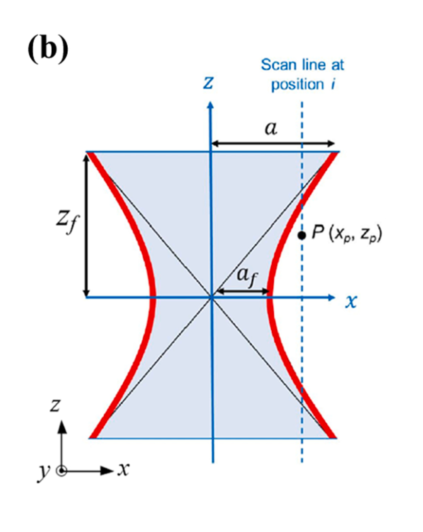 (b)
Scan line at
position i
z
a
z_f
P (x_p, z_p)
a_f
x
z
y
x